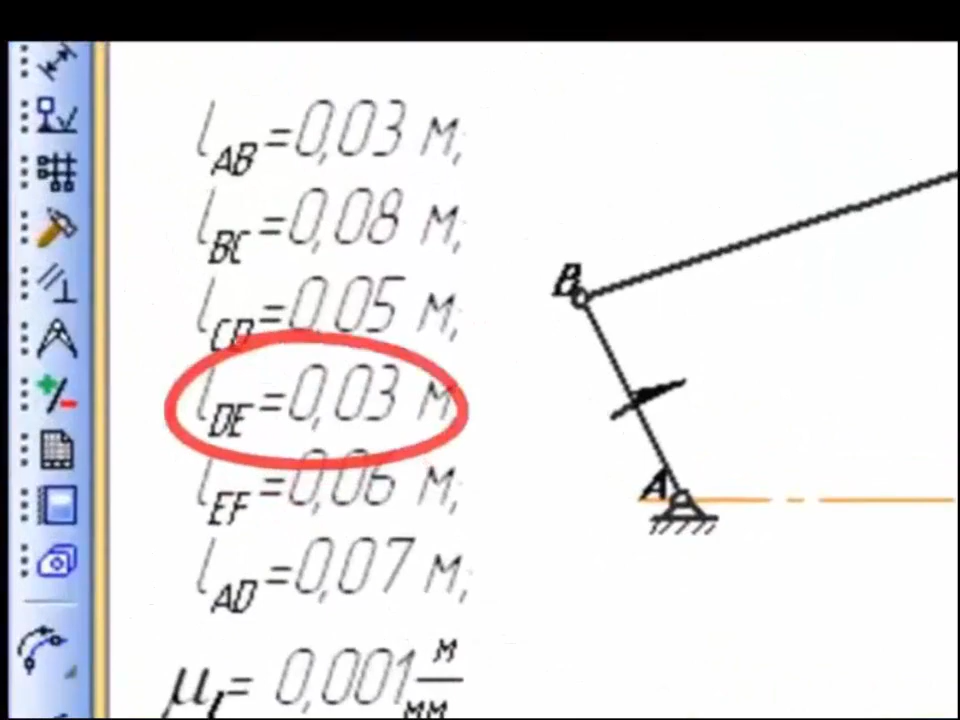 l_AB = 0,03 м;
l_BC = 0,08 м;
l_CD = 0,05 м;
l_DE = 0,03 м;
l_EF = 0,06 м;
l_AD = 0,07 м;
μ_l = 0,001 м/мм
B
A